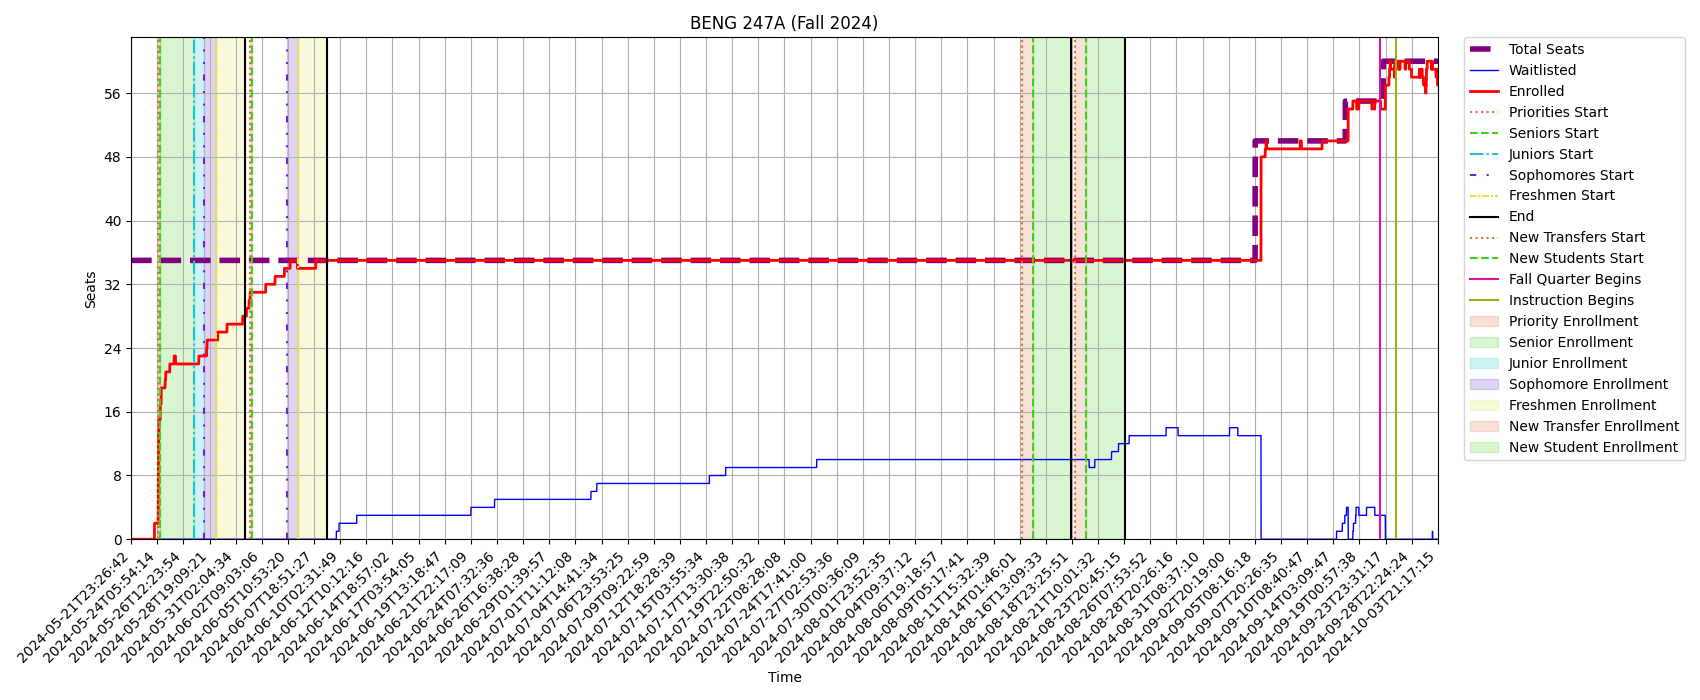 BENG 247A (Fall 2024)
Seats
56
48
40
32
24
16
8
0
2024-05-21T23:26:42
2024-05-24T05:54:14
2024-05-26T12:23:54
2024-05-28T19:09:21
2024-05-31T02:04:34
2024-06-02T09:03:06
2024-06-05T10:53:20
2024-06-07T18:51:27
2024-06-10T02:31:49
2024-06-12T10:12:16
2024-06-14T18:57:02
2024-06-17T03:54:05
2024-06-19T13:18:47
2024-06-21T22:17:09
2024-06-24T07:32:36
2024-06-26T16:38:28
2024-06-29T01:39:57
2024-07-01T11:12:08
2024-07-04T14:41:34
2024-07-06T23:53:25
2024-07-09T09:22:59
2024-07-12T18:28:39
2024-07-15T03:55:34
2024-07-17T13:30:38
2024-07-19T22:50:32
2024-07-22T08:28:08
2024-07-24T17:41:00
2024-07-27T02:53:36
2024-07-30T00:36:09
2024-08-01T23:52:35
2024-08-04T09:37:12
2024-08-06T19:18:57
2024-08-09T05:17:41
2024-08-11T15:32:39
2024-08-14T01:46:01
2024-08-16T13:09:33
2024-08-18T23:25:51
2024-08-21T10:01:32
2024-08-23T20:45:15
2024-08-26T07:53:52
2024-08-28T20:26:16
2024-08-31T08:37:10
2024-09-02T20:19:00
2024-09-05T08:16:18
2024-09-07T20:26:35
2024-09-10T08:40:47
2024-09-14T03:09:47
2024-09-19T00:57:38
2024-09-23T23:31:17
2024-09-28T22:24:24
2024-10-03T21:17:15
Time
Total Seats
Waitlisted
Enrolled
Priorities Start
Seniors Start
Juniors Start
Sophomores Start
Freshmen Start
End
New Transfers Start
New Students Start
Fall Quarter Begins
Instruction Begins
Priority Enrollment
Senior Enrollment
Junior Enrollment
Sophomore Enrollment
Freshmen Enrollment
New Transfer Enrollment
New Student Enrollment